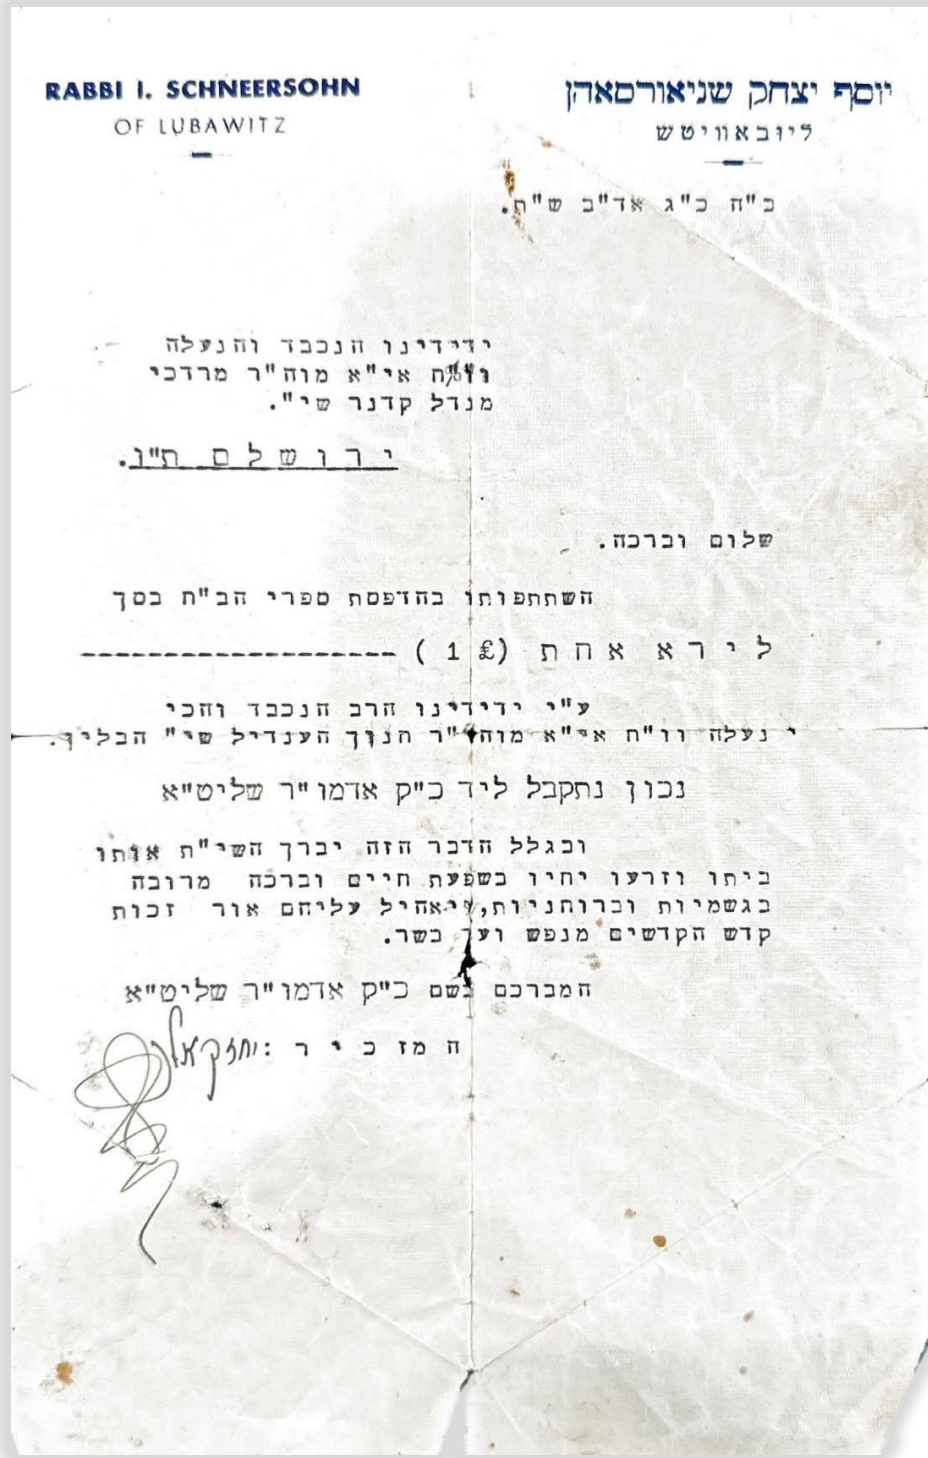 RABBI I. SCHNEERSOHN
OF LUBAWITZ
יוסף יצחק שניאורסאהן
ליובאוויטש
ב"ה כ"ג אד"ב ש"ת.
ידידינו הנכבד והנעלה
וו"ח אי"א מוה"ר מרדכי
מנדל קדנר שי".
ירושלם ת"ו.
שלום וברכה.
השתתפותו בהדפסת ספרי הב"ח בסך
לירא אחת (£ 1 ) -------------------
ע"י ידידינו הרב הנכבד והכי
נעלה וו"ח אי"א מוה"ר חנוך הענדיל שי" הבלין.
נכון נתקבל ליד כ"ק אדמו"ר שליט"א
ובגלל הדבר הזה יברך השי"ת אותו
ביתו וזרעו יחיו בשפעת חיים וברכה מרובה
בגשמיות וברוחניות, ויאהיל עליהם אור זכות
קדש הקדשים מנפש ועד בשר.
המברכם בשם כ"ק אדמו"ר שליט"א
המזכיר: יחזקאל